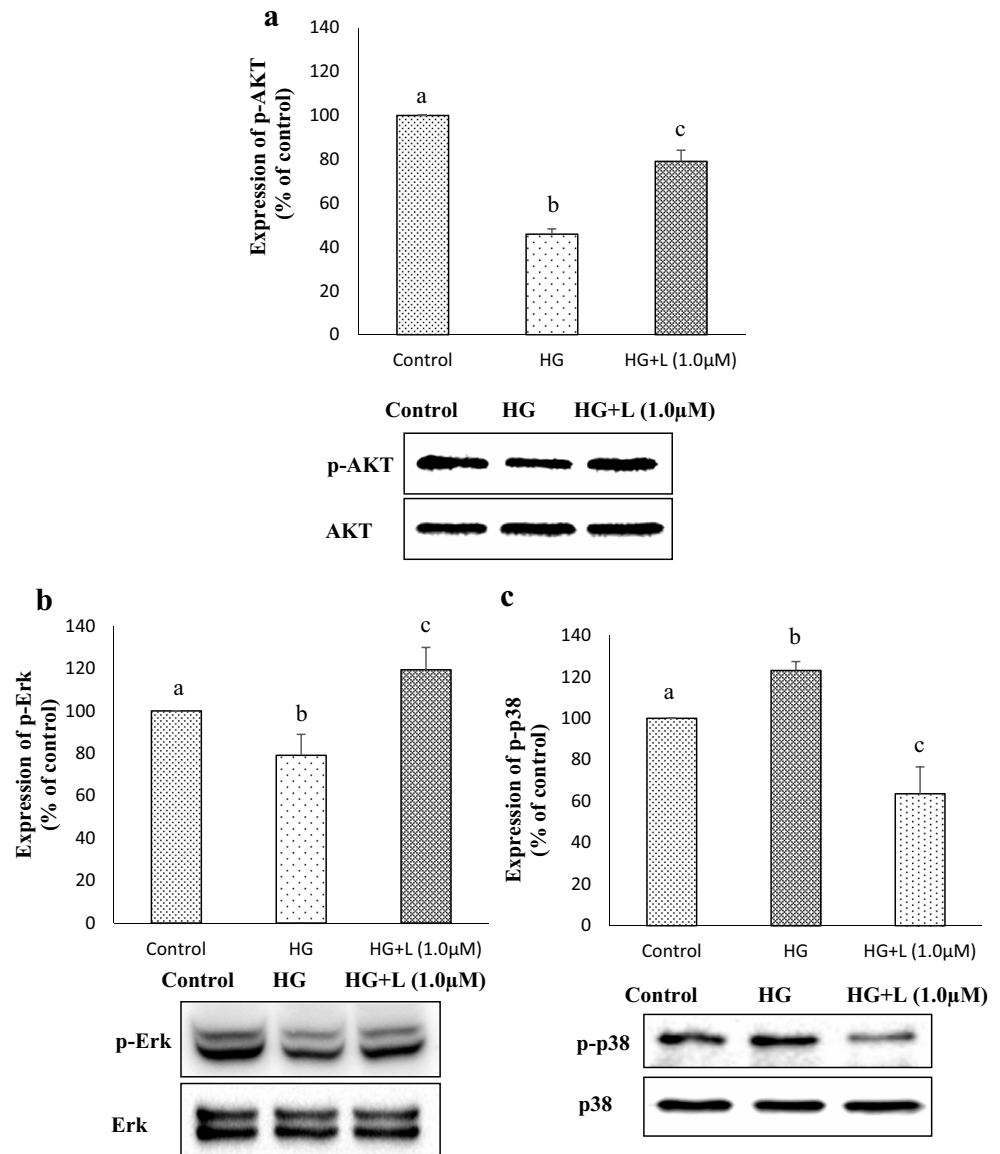 a
Expression of p-AKT
(% of control)
140
120
100
80
60
40
20
0
a
b
c
Control HG HG+L (1.0µM)
Control HG HG+L (1.0µM)
p-AKT
AKT
b
Expression of p-Erk
(% of control)
140
120
100
80
60
40
20
0
a
b
c
Control HG HG+L (1.0µM)
Control HG HG+L (1.0µM)
p-Erk
Erk
c
Expression of p-p38
(% of control)
140
120
100
80
60
40
20
0
a
b
c
Control HG HG+L (1.0µM)
Control HG HG+L (1.0µM)
p-p38
p38